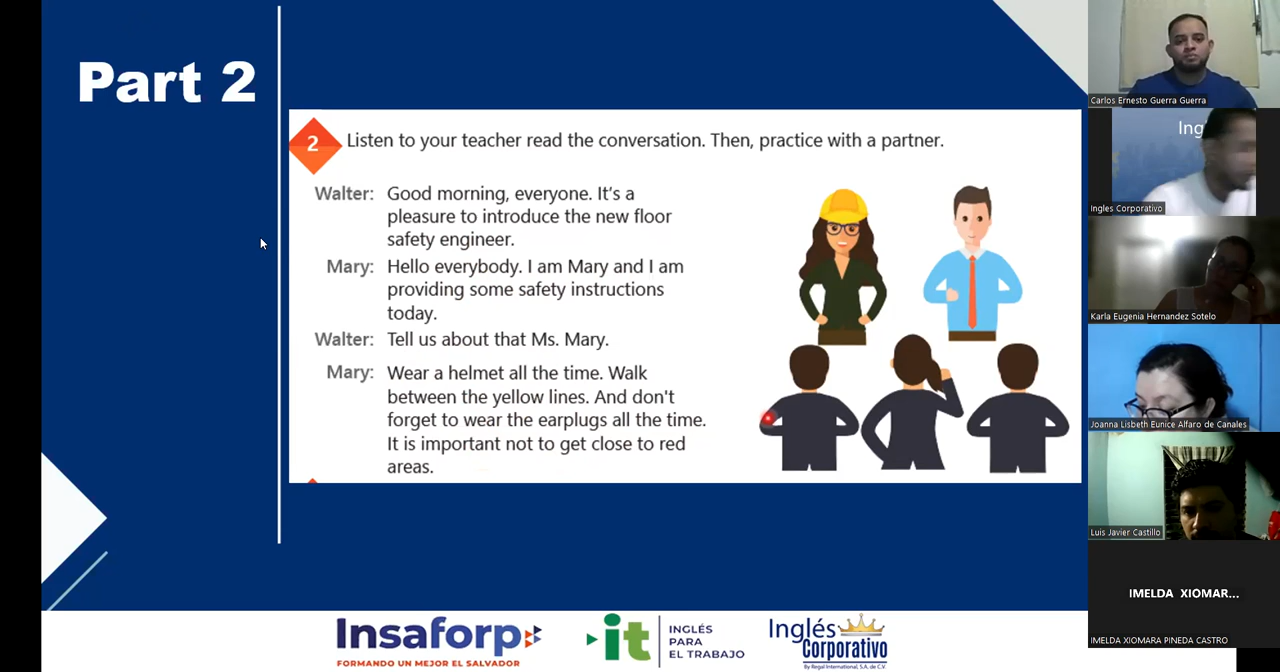 Part 2
2
Listen to your teacher read the conversation. Then, practice with a partner.
Walter: Good morning, everyone. It's a
pleasure to introduce the new floor
safety engineer.
Mary: Hello everybody. I am Mary and I am
providing some safety instructions
today.
Walter: Tell us about that Ms. Mary.
Mary: Wear a helmet all the time. Walk
between the yellow lines. And don't
forget to wear the earplugs all the time.
It is important not to get close to red
areas.
Insaforp
FORMANDO UN MEJOR EL SALVADOR
it
INGLÉS
PARA
EL TRABAJO
Inglés
Corporativo
By Regal International, S.A. de C.V.
Carlos Ernesto Guerra Guerra
Ing
Ingles Corporativo
Karla Eugenia Hernandez Sotelo
Joanna Lisbeth Eunice Alfaro de Canales
Luis Javier Castillo
IMELDA XIOMAR...
IMELDA XIOMARA PINEDA CASTRO